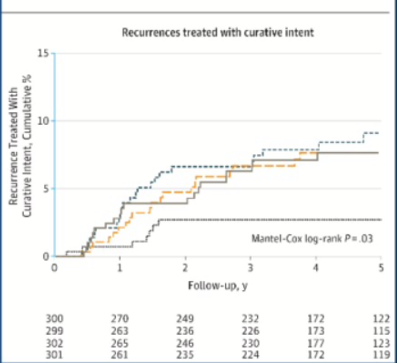 Recurrences treated with curative intent
Recurrence Treated With
Curative Intent, Cumulative %
15
10
5
0
Mantel-Cox log-rank P = .03
0 1 2 3 4 5
Follow-up, y
300 270 249 232 172 122
299 263 236 226 173 115
302 265 246 230 177 123
301 261 235 224 172 119